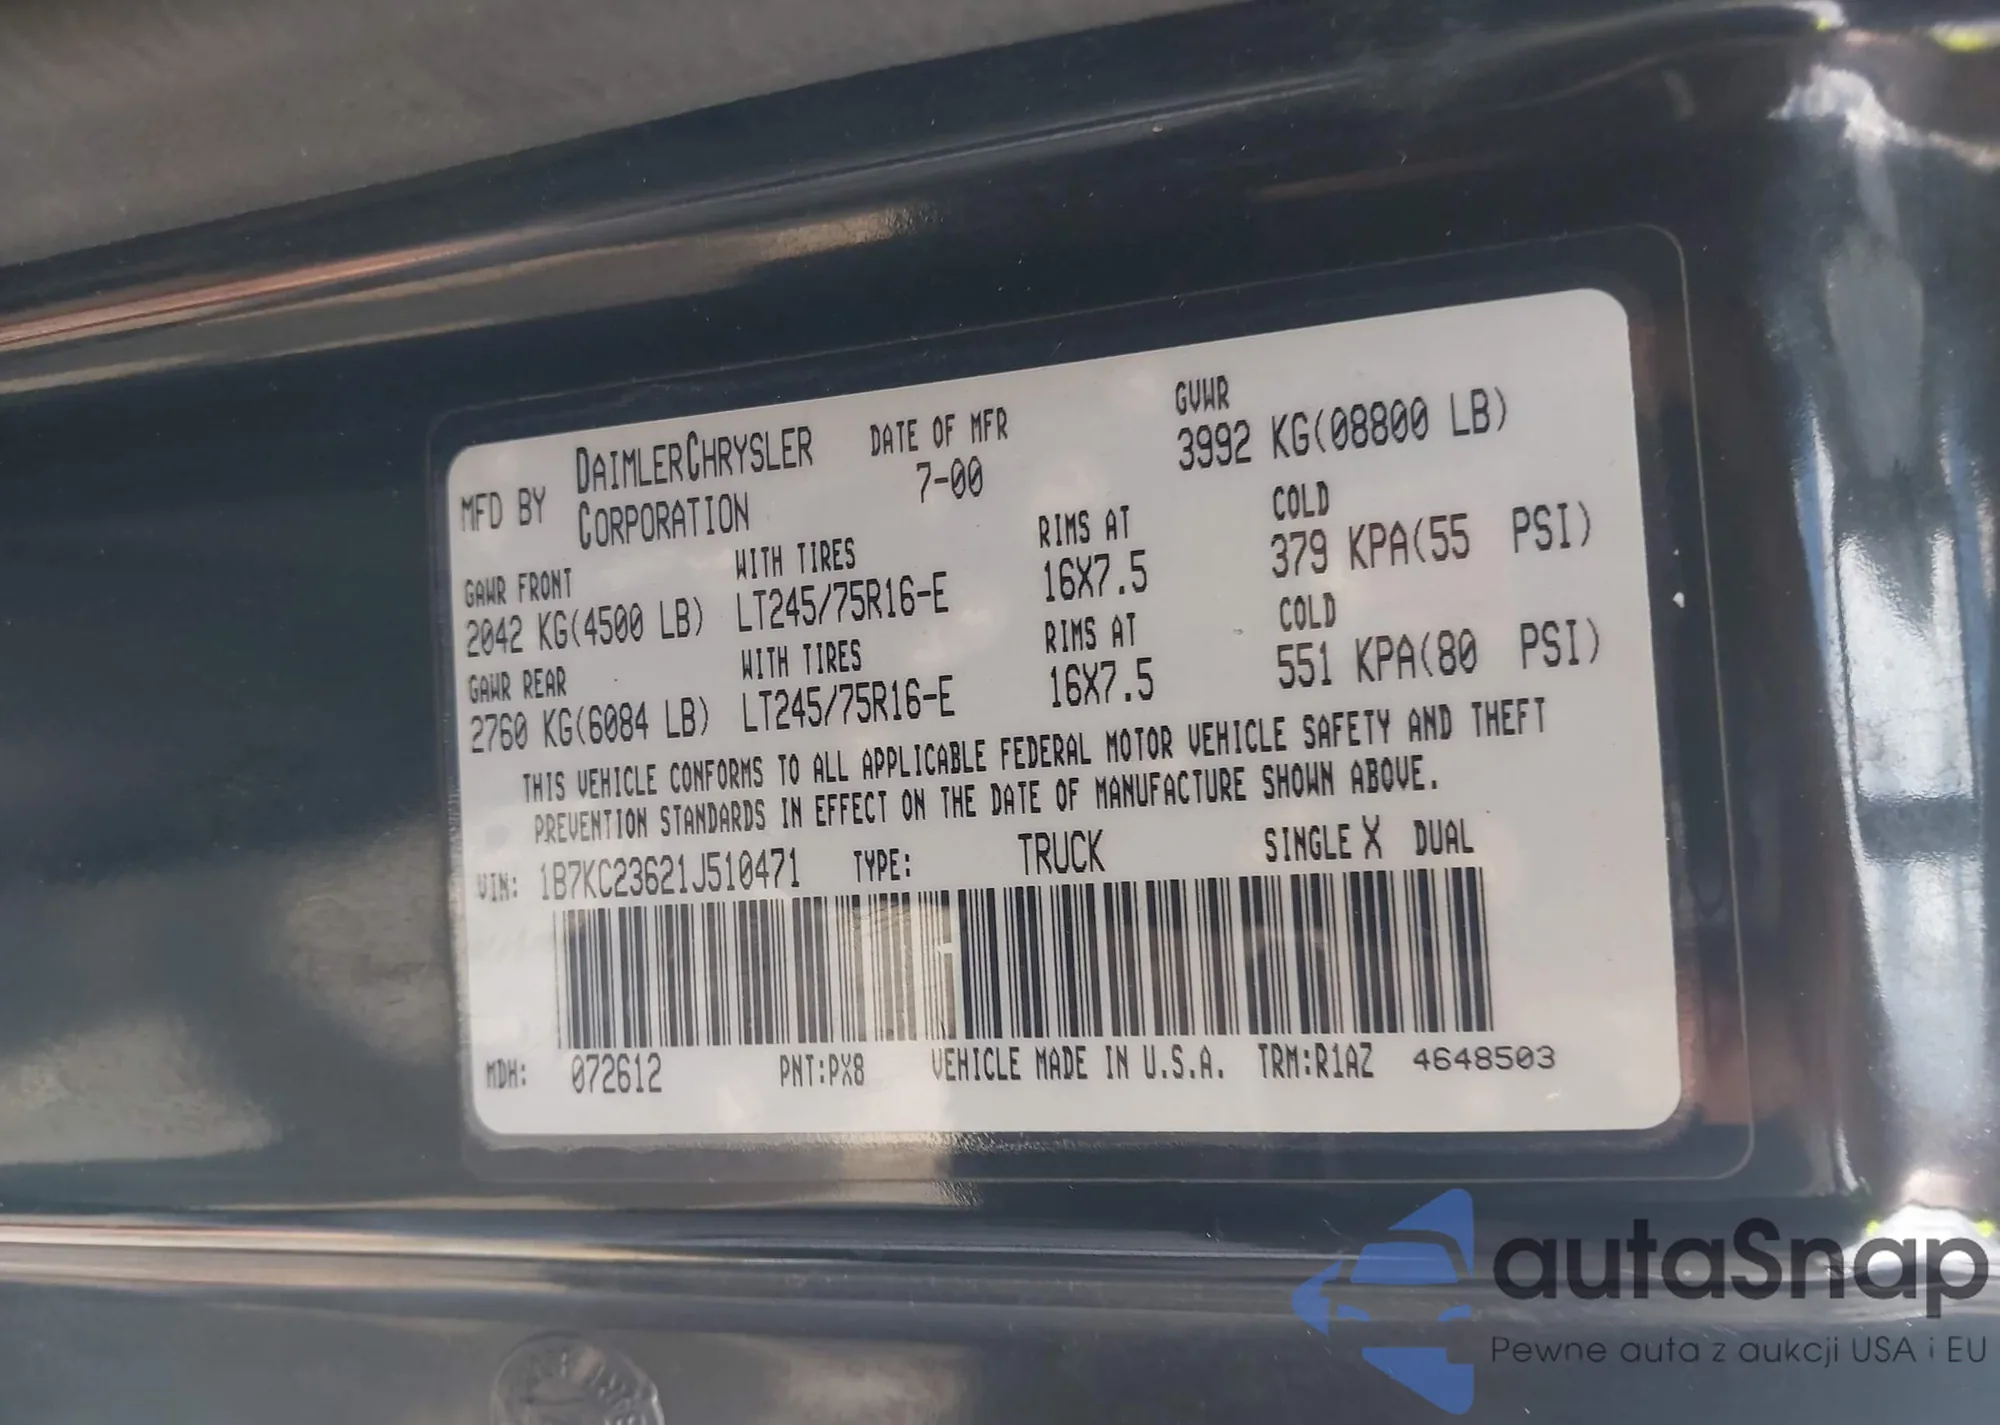 MFD BY DAIMLERCHRYSLER CORPORATION DATE OF MFR 7-00 GVWR 3992 KG(08800 LB)
GAWR FRONT WITH TIRES RIMS AT COLD
2042 KG(4500 LB) LT245/75R16-E 16X7.5 379 KPA(55 PSI)
GAWR REAR WITH TIRES RIMS AT COLD
2760 KG(6084 LB) LT245/75R16-E 16X7.5 551 KPA(80 PSI)
THIS VEHICLE CONFORMS TO ALL APPLICABLE FEDERAL MOTOR VEHICLE SAFETY AND THEFT
PREVENTION STANDARDS IN EFFECT ON THE DATE OF MANUFACTURE SHOWN ABOVE.
VIN: 1B7KC23621J510471 TYPE: TRUCK SINGLE X DUAL
MDH: 072612 PNT:PX8 VEHICLE MADE IN U.S.A. TRM:R1AZ 4648503
autaSnap
Pewne auta z aukcji USA i EU